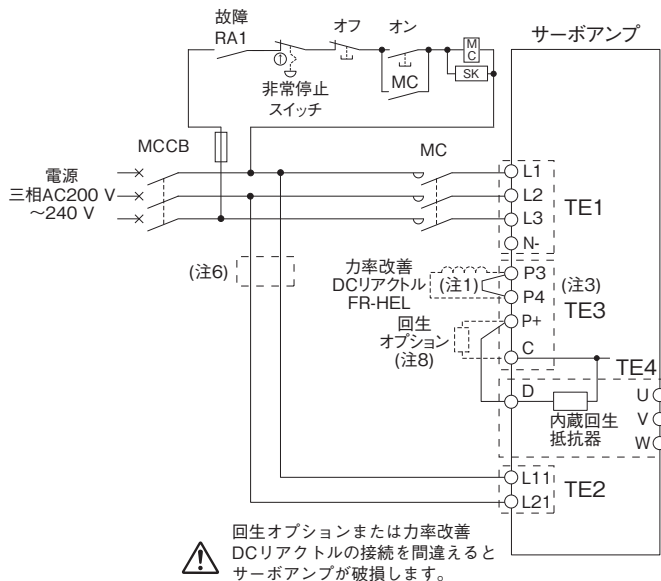 故障
RA1
オフ
オン
MC
SK
サーボアンプ
非常停止
スイッチ
MC
MCCB
MC
電源
三相AC200 V
～240 V
L1
L2
L3
N-
TE1
(注6)
力率改善
DCリアクトル
FR-HEL
(注1)
P3
P4
P+
C
(注3)
TE3
回生
オプション
(注8)
D
TE4
内蔵回生
抵抗器
U
V
W
L11
L21
TE2
回生オプションまたは力率改善
DCリアクトルの接続を間違えると
サーボアンプが破損します。